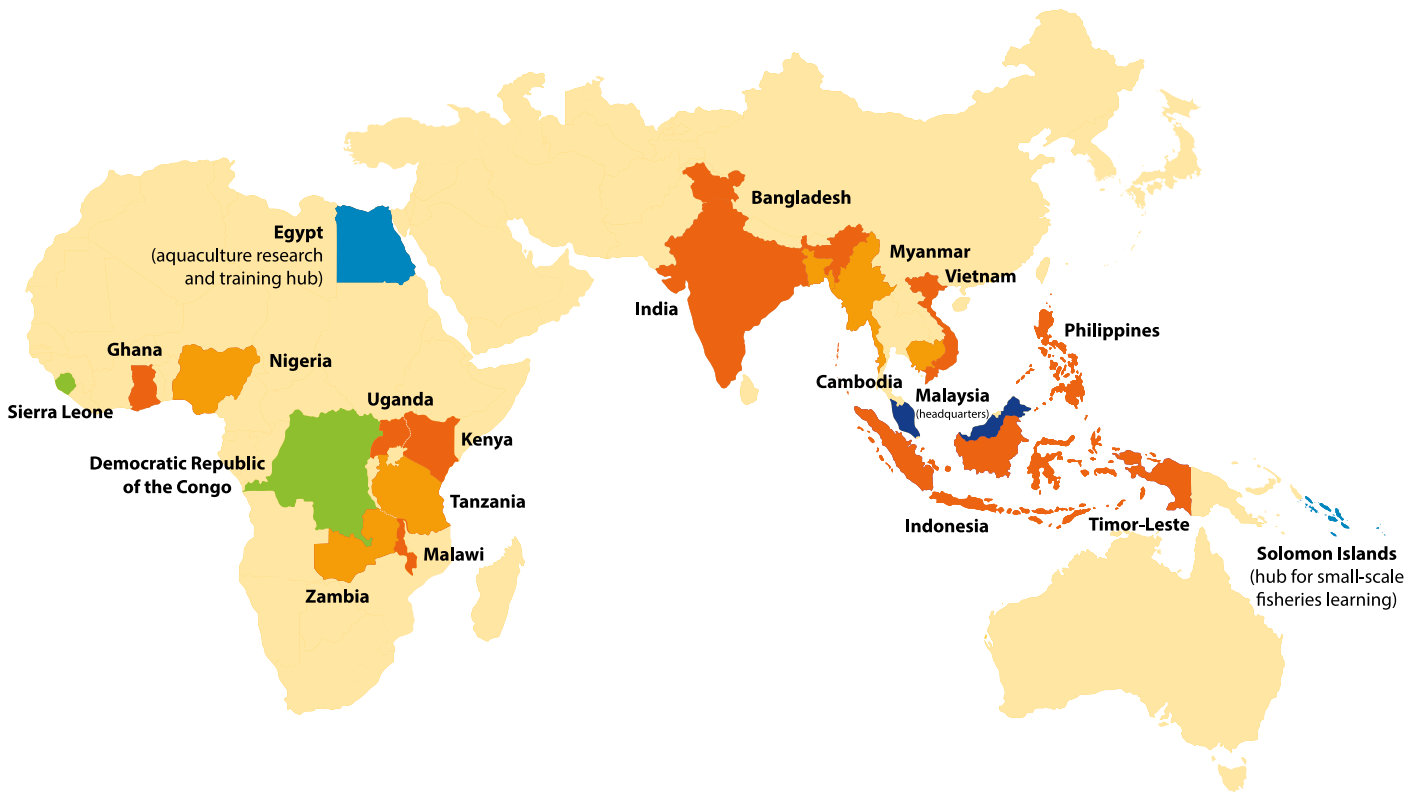 Bangladesh
Egypt
(aquaculture research
and training hub)
Myanmar
Vietnam
India
Philippines
Ghana
Nigeria
Cambodia
Malaysia
(headquarters)
Uganda
Sierra Leone
Kenya
Democratic Republic
of the Congo
Tanzania
Indonesia
Timor-Leste
Malawi
Solomon Islands
(hub for small-scale
fisheries learning)
Zambia